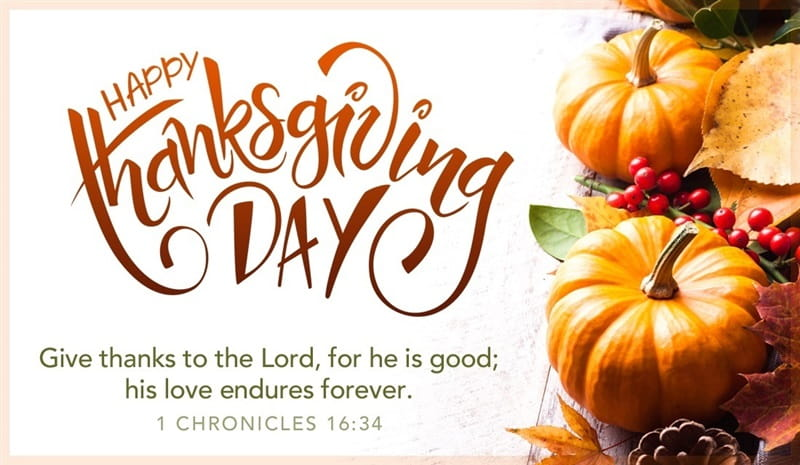 HAPPY
thanksgiving
DAY
Give thanks to the Lord, for he is good;
his love endures forever.
1 CHRONICLES 16:34